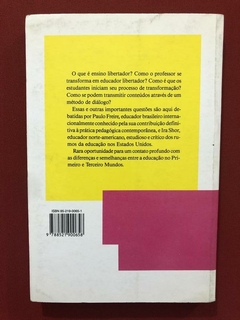 O que é ensino libertador? Como o professor se
transforma em educador libertador? Como é que os
estudantes iniciam seu processo de transformação?
Como se podem transmitir conteúdos através de um
método de diálogo?
Essas e outras importantes questões são aqui de-
batidas por Paulo Freire, educador brasileiro inter-
nacionalmente conhecido pela sua contribuição defini-
tiva à prática pedagógica contemporânea, e Ira Shor,
educador norte-americano, estudioso e crítico dos ru-
mos da educação nos Estados Unidos.
Rara oportunidade para um contato profundo com
as diferenças e semelhanças entre a educação no Pri-
meiro e Terceiro Mundos.